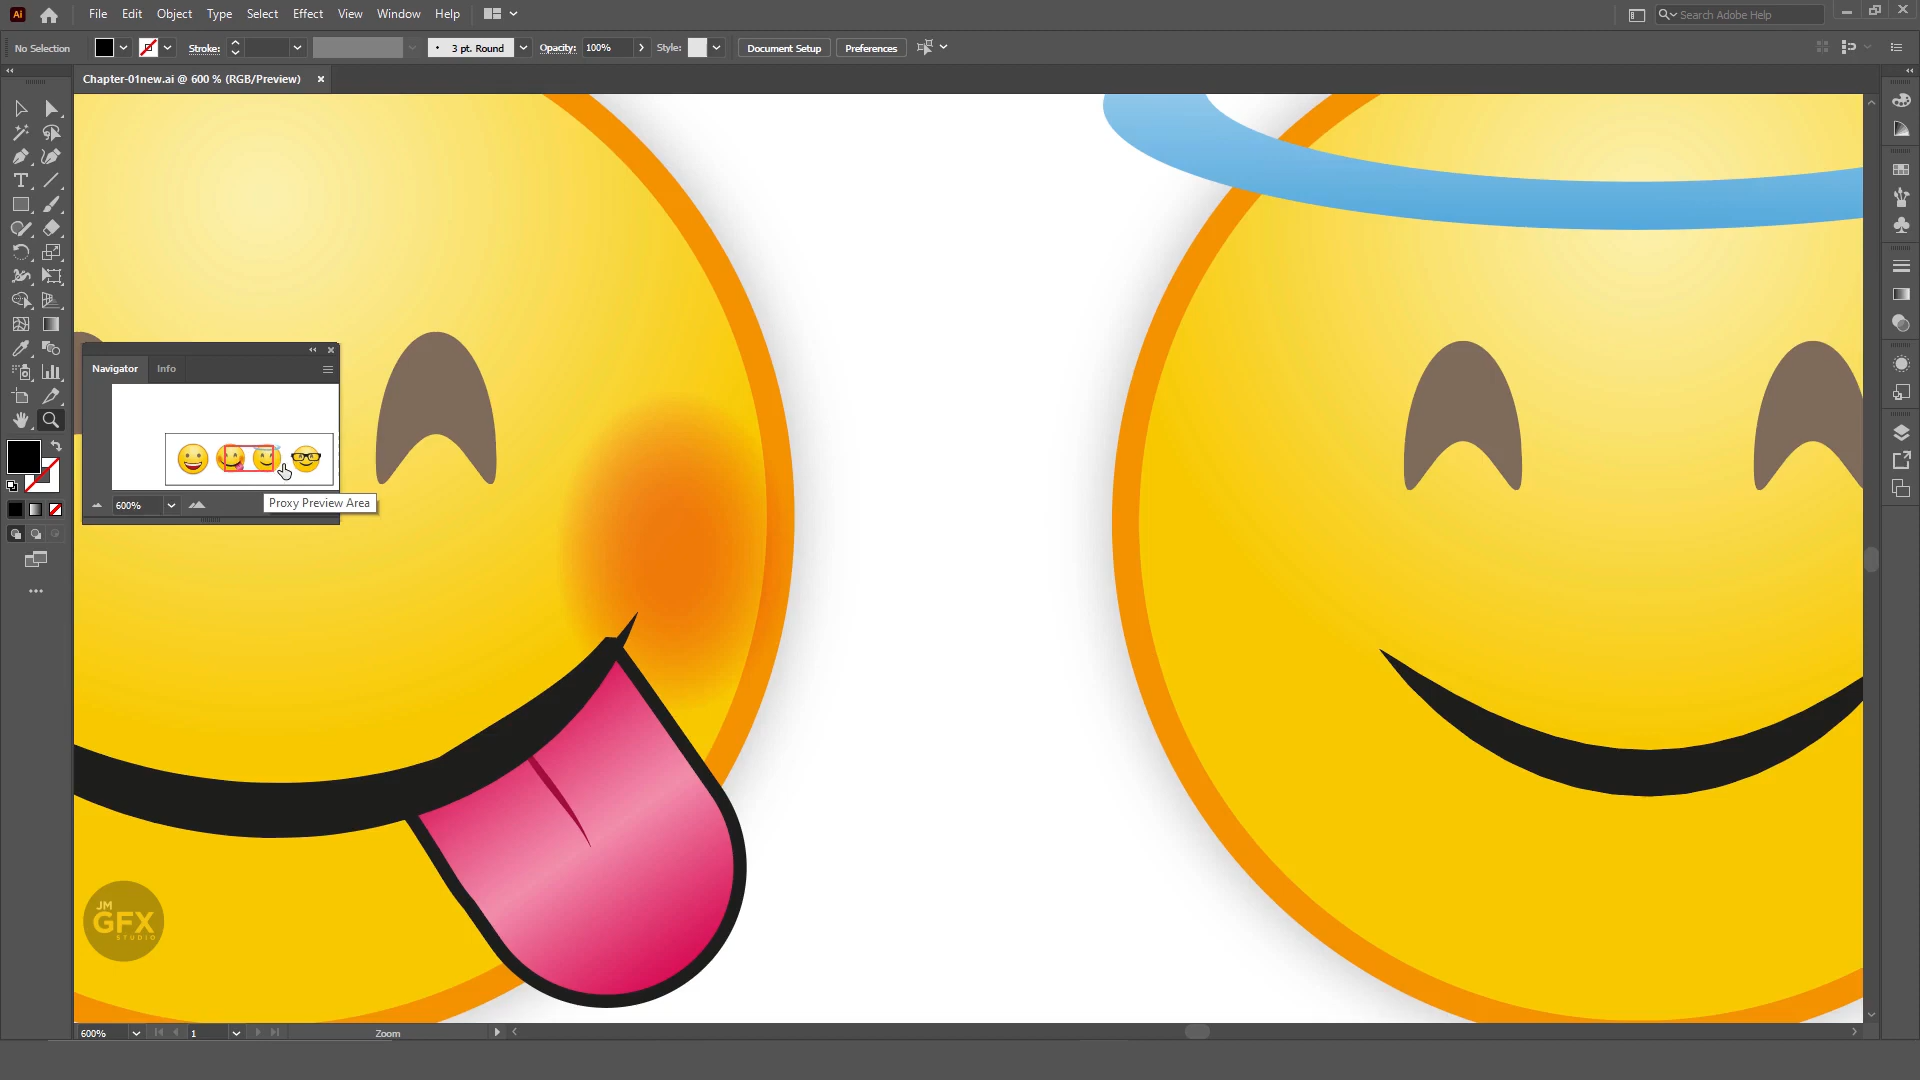 Ai File Edit Object Type Select Effect View Window Help Search Adobe Help
No Selection Stroke: 3 pt. Round Opacity: 100% Style: Document Setup Preferences
Chapter-01new.ai @ 600 % (RGB/Preview)
Navigator Info
600% Proxy Preview Area
JM
GFX
STUDIO
600% 1 Zoom